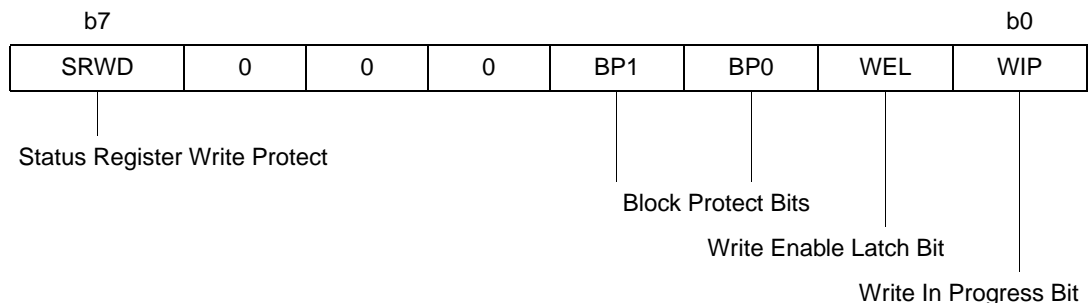 b7 b0
SRWD 0 0 0 BP1 BP0 WEL WIP
Status Register Write Protect
Block Protect Bits
Write Enable Latch Bit
Write In Progress Bit